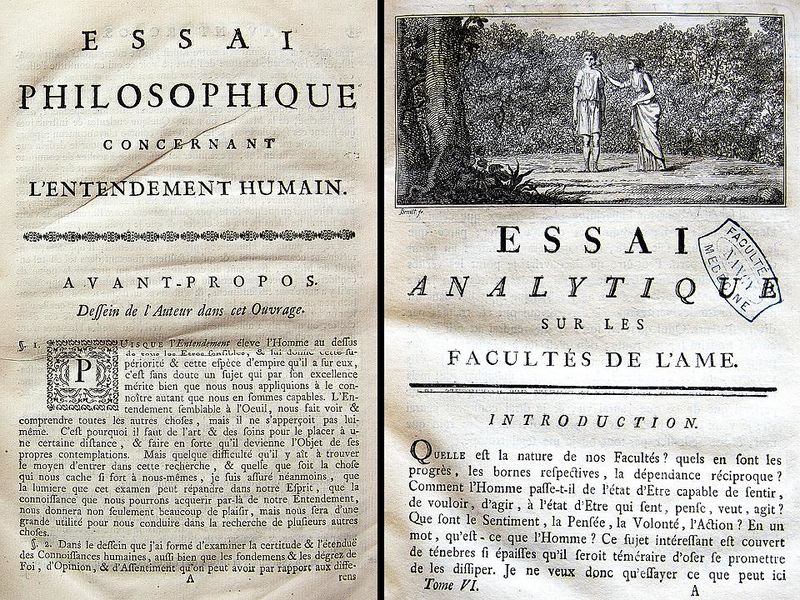 ESSAI
PHILOSOPHIQUE
CONCERNANT
L'ENTENDEMENT HUMAIN.
AVANT-PROPOS.
Deſſein de l'Auteur dans cet Ouvrage.
§. 1. PUISQUE l'Entendement éleve l'Homme au deſſus
de tous les Etres ſenſibles, & lui donne cette ſu-
périorité & cette eſpèce d'empire qu'il a ſur eux,
c'eſt ſans doute un ſujet qui par ſon excellence
mérite bien que nous nous appliquions à le con-
noître autant que nous en ſommes capables. L'En-
tendement ſemblable à l'Oeuil, nous fait voir &
comprendre toutes les autres choſes, mais il ne s'apperçoit pas lui-
même. C'eſt pourquoi il faut de l'art & des ſoins pour le placer à u-
ne certaine diſtance, & faire en ſorte qu'il devienne l'Objet de ſes
propres contemplations. Mais quelque difficulté qu'il y aît à trouver
le moyen d'entrer dans cette recherche, & quelle que ſoit la choſe
qui nous cache ſi fort à nous-mêmes, je ſuis aſſuré néanmoins, que
la lumiere que cet examen peut répandre dans notre Eſprit, que la
connoiſſance que nous pourrons acquerir par-là de notre Entendement,
nous donnera non ſeulement beaucoup de plaiſir, mais nous ſera d'une
grande utilité pour nous conduire dans la recherche de pluſieurs autres
choſes.
§. 2. Dans le deſſein que j'ai formé d'examiner la certitude & l'étendue
des Connoiſſances humaines, auſſi bien que les fondemens & les dégrez de
Foi, d'Opinion, & d'Aſſentiment qu'on peut avoir par rapport aux diffe-
A
rens
FACULTÉ
MEDECINE
ESSAI
ANALYTIQUE
SUR LES
FACULTÉS DE L'AME.
INTRODUCTION.
QUELLE eſt la nature de nos Facultés? quels en ſont les
progrès, les bornes reſpectives, la dépendance réciproque?
Comment l'Homme paſſe-t-il de l'état d'Etre capable de ſentir,
de vouloir, d'agir, à l'état d'Etre qui ſent, penſe, veut, agit?
Que ſont le Sentiment, la Penſée, la Volonté, l'Action? En un
mot, qu'eſt-ce que l'Homme? Ce ſujet intéreſſant eſt couvert
de ténebres ſi épaiſſes qu'il ſeroit téméraire d'oſer ſe promettre
de les diſſiper. Je ne veux donc qu'eſſayer ce que peut ici
Tome VI.
A